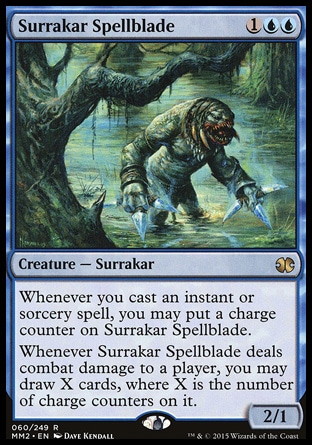 Surrakar Spellblade 1
Creature — Surrakar
Whenever you cast an instant or
sorcery spell, you may put a charge
counter on Surrakar Spellblade.
Whenever Surrakar Spellblade deals
combat damage to a player, you may
draw X cards, where X is the
number of charge counters on it.
2/1
060/249 R
MM2 • EN Dave Kendall
™ & © 2015 Wizards of the Coast